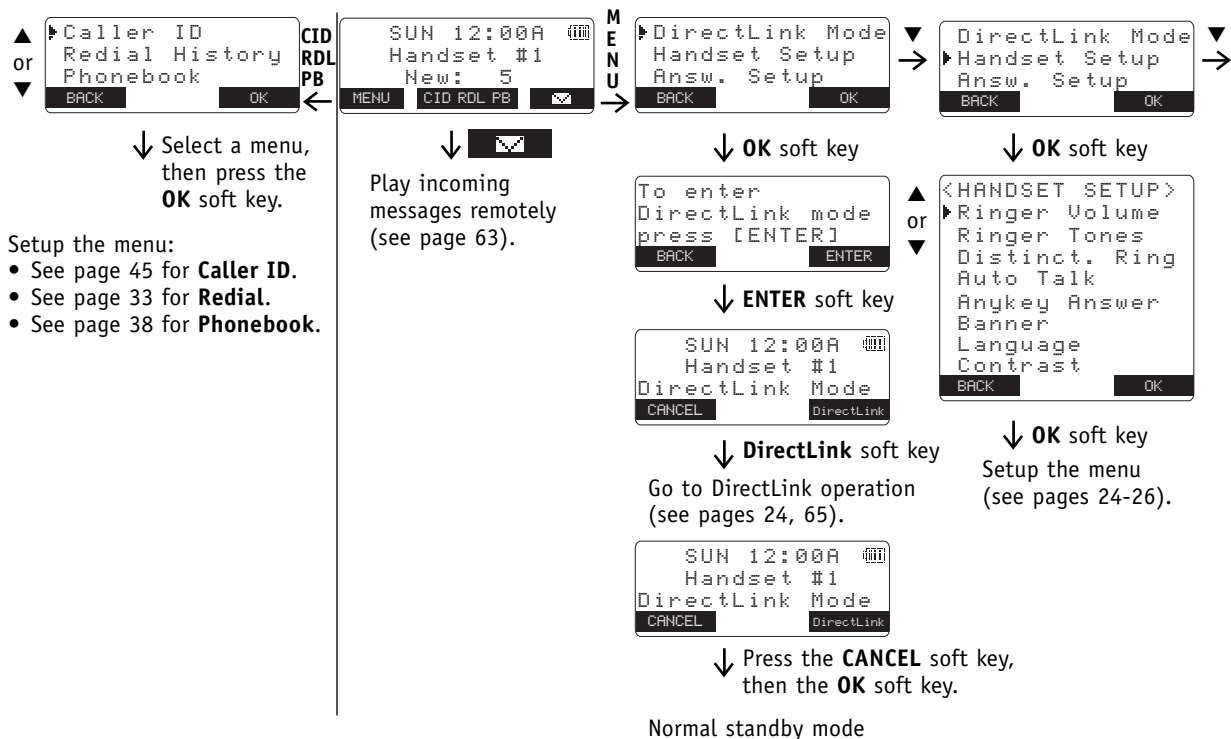 ▲
or
▼
Caller ID
Redial History
Phonebook
BACK OK
CID
RDL
PB
←
↓ Select a menu,
then press the
OK soft key.
Setup the menu:
• See page 45 for Caller ID.
• See page 33 for Redial.
• See page 38 for Phonebook.
SUN 12:00A
Handset #1
New: 5
MENU CID RDL PB
↓
Play incoming
messages remotely
(see page 63).
M
E
N
U
→
DirectLink Mode
Handset Setup
Answ. Setup
BACK OK
↓ OK soft key
To enter
DirectLink mode
press [ENTER]
BACK ENTER
↓ ENTER soft key
SUN 12:00A
Handset #1
DirectLink Mode
CANCEL DirectLink
↓ DirectLink soft key
Go to DirectLink operation
(see pages 24, 65).
SUN 12:00A
Handset #1
DirectLink Mode
CANCEL DirectLink
↓ Press the CANCEL soft key,
then the OK soft key.
Normal standby mode
▼
→
DirectLink Mode
Handset Setup
Answ. Setup
BACK OK
▼
→
↓ OK soft key
▲
or
▼
<HANDSET SETUP>
Ringer Volume
Ringer Tones
Distinct. Ring
Auto Talk
Anykey Answer
Banner
Language
Contrast
BACK OK
↓ OK soft key
Setup the menu
(see pages 24-26).